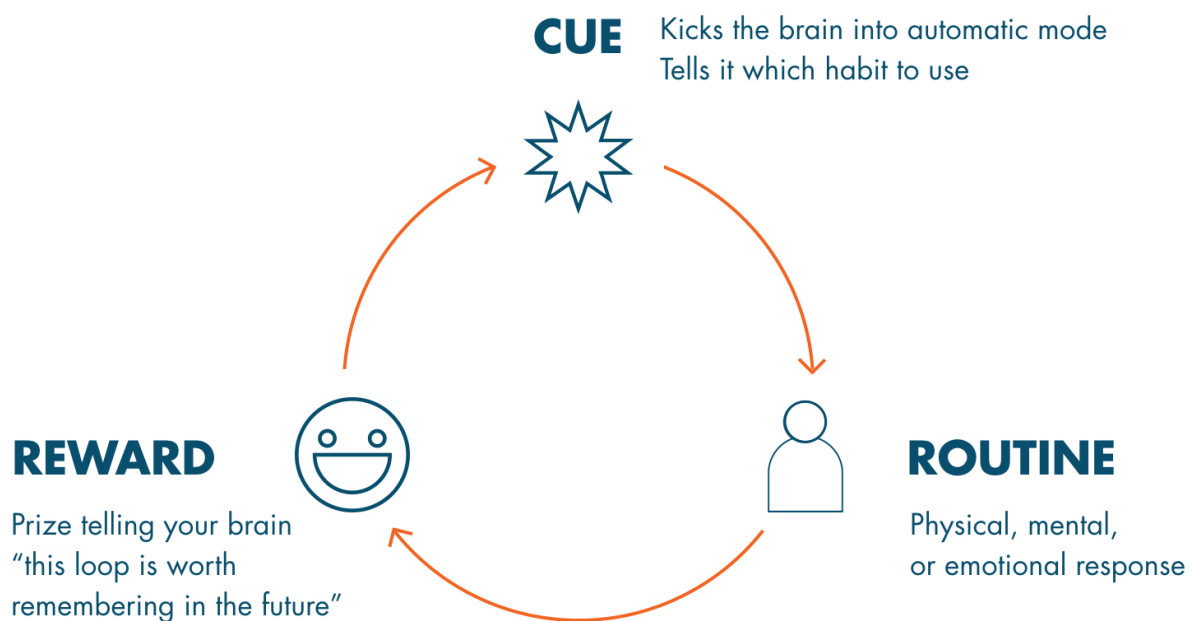 CUE
Kicks the brain into automatic mode
Tells it which habit to use
REWARD
Prize telling your brain
“this loop is worth
remembering in the future”
ROUTINE
Physical, mental,
or emotional response